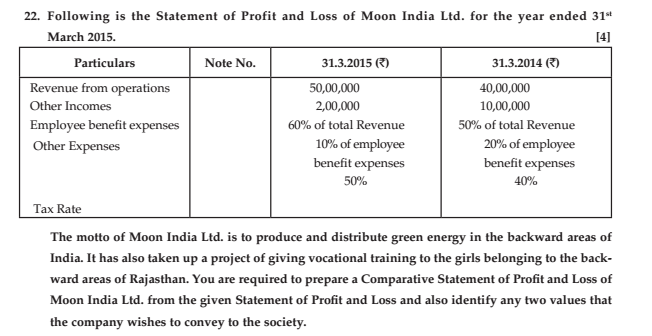 22. Following is the Statement of Profit and Loss of Moon India Ltd. for the year ended 31st
March 2015. [4]
Particulars Note No. 31.3.2015 (₹) 31.3.2014 (₹)
Revenue from operations 50,00,000 40,00,000
Other Incomes 2,00,000 10,00,000
Employee benefit expenses 60% of total Revenue 50% of total Revenue
Other Expenses 10% of employee 20% of employee
benefit expenses benefit expenses
50% 40%
Tax Rate
The motto of Moon India Ltd. is to produce and distribute green energy in the backward areas of
India. It has also taken up a project of giving vocational training to the girls belonging to the back-
ward areas of Rajasthan. You are required to prepare a Comparative Statement of Profit and Loss of
Moon India Ltd. from the given Statement of Profit and Loss and also identify any two values that
the company wishes to convey to the society.